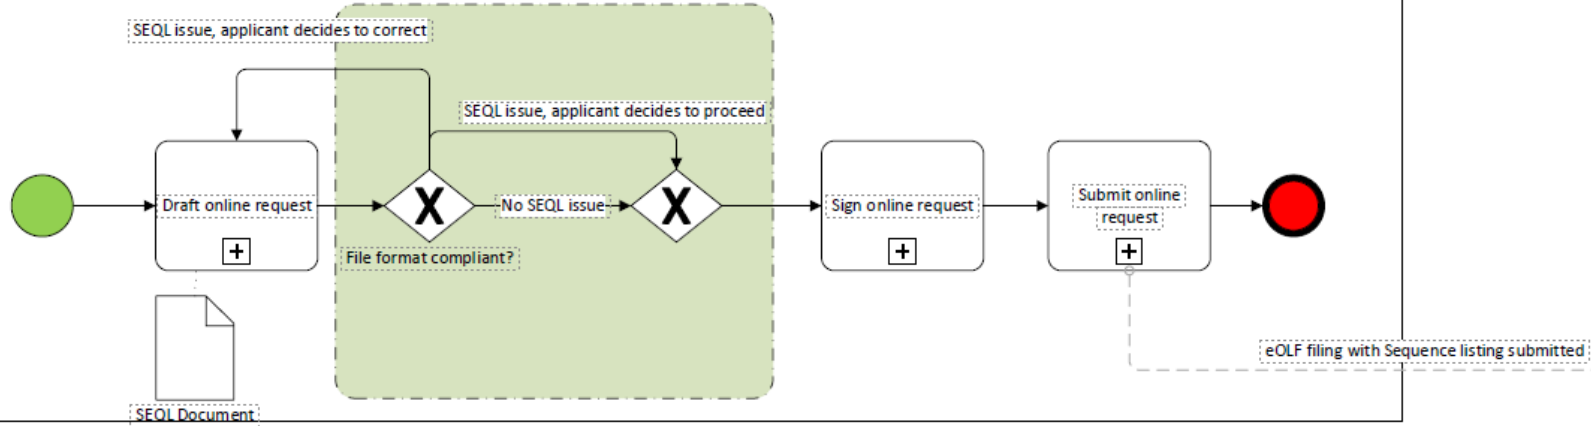 SEQL issue, applicant decides to correct
SEQL issue, applicant decides to proceed
Draft online request
X
No SEQL issue
X
Sign online request
Submit online
request
File format compliant?
eOLF filing with Sequence listing submitted
SEQL Document